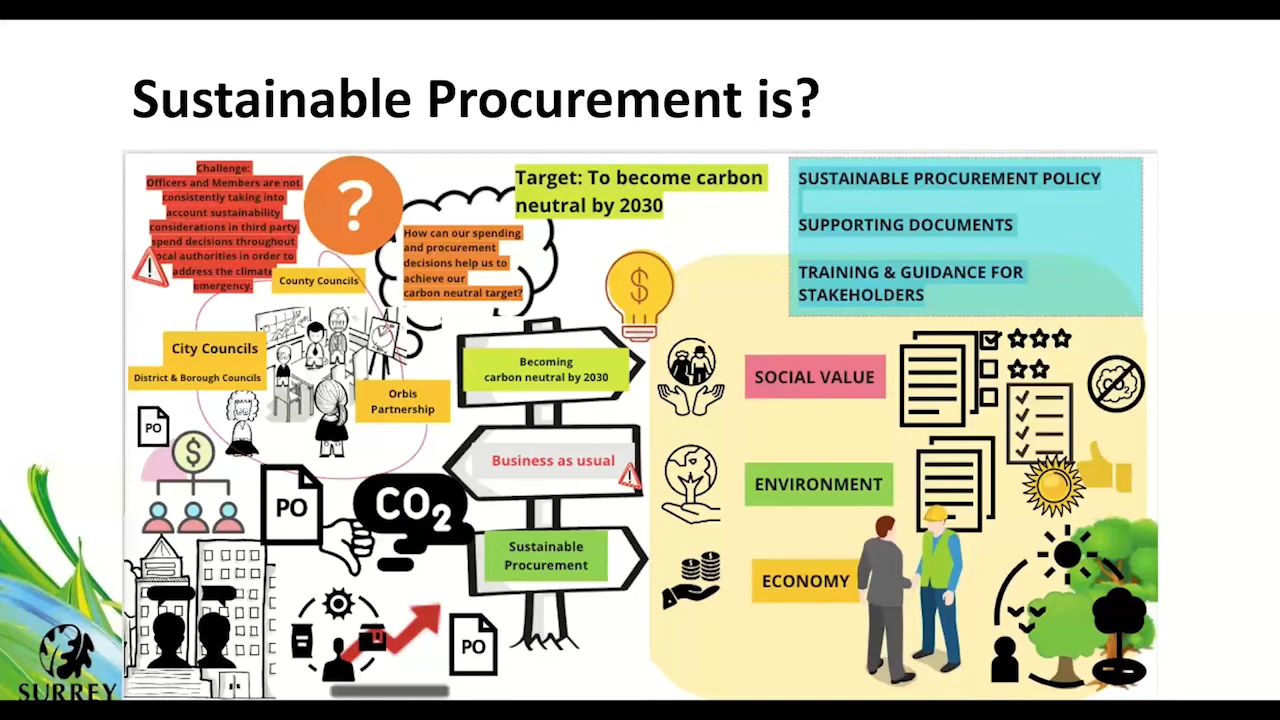 Sustainable Procurement is?
Challenge:
Officers and Members are not
consistently taking into
account sustainability
considerations in third party
spend decisions throughout
local authorities in order to
address the climate
emergency.
?
Target: To become carbon
neutral by 2030
How can our spending
and procurement
decisions help us to
achieve our
carbon neutral target?
SUSTAINABLE PROCUREMENT POLICY
SUPPORTING DOCUMENTS
TRAINING & GUIDANCE FOR
STAKEHOLDERS
County Councils
City Councils
District & Borough Councils
Orbis
Partnership
$
Becoming
carbon neutral by 2030
Business as usual
Sustainable
Procurement
SOCIAL VALUE
ENVIRONMENT
ECONOMY
PO
$
PO
CO2
PO
SURREY